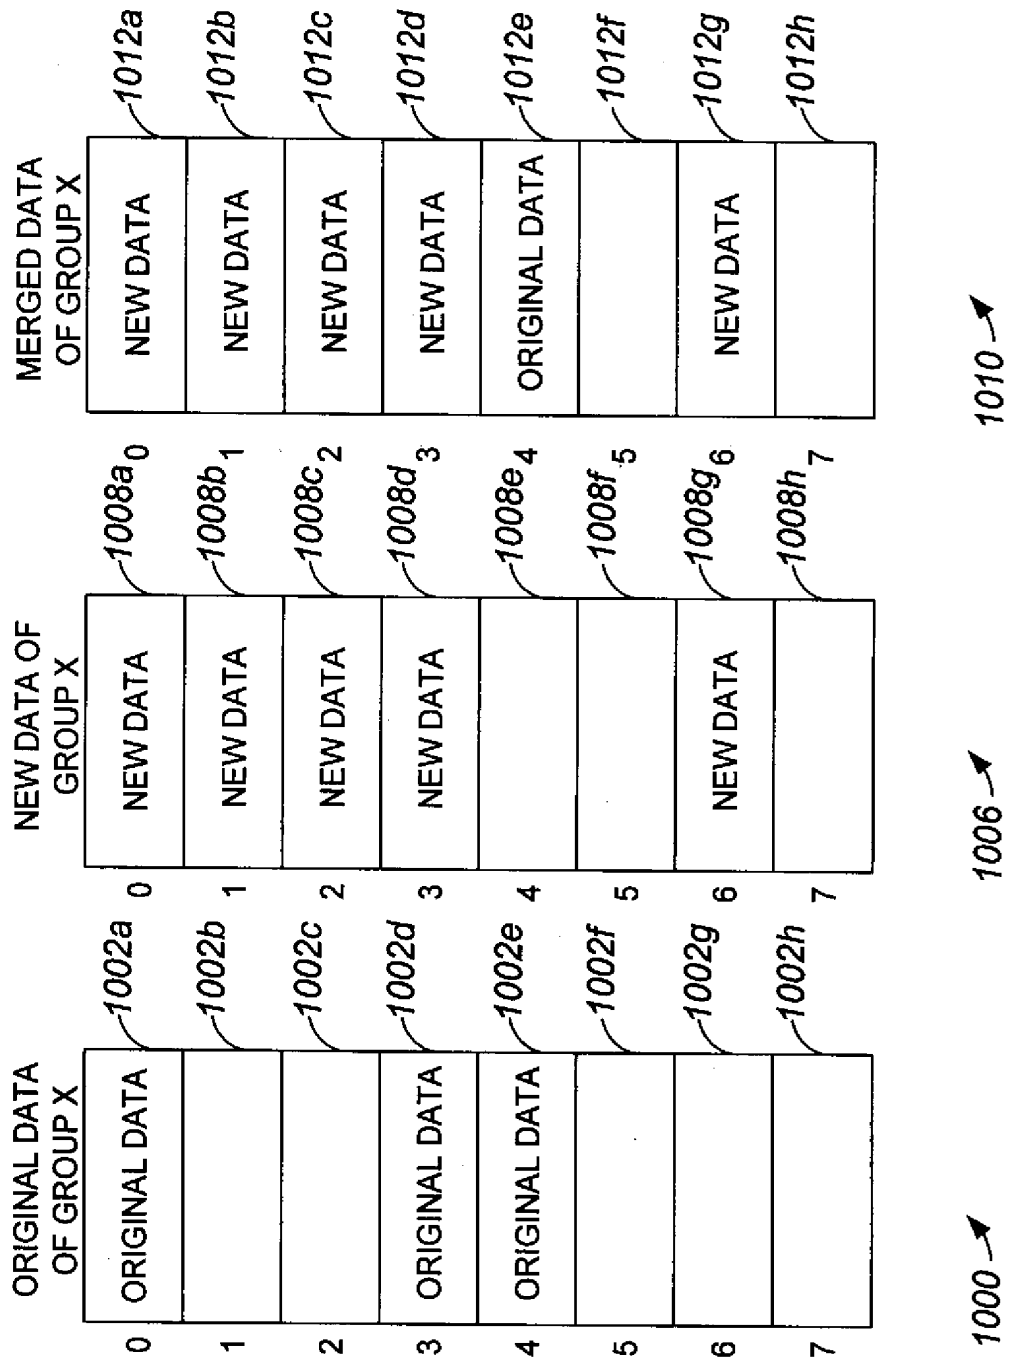 ORIGINAL DATA
OF GROUP X
0 ORIGINAL DATA 1002a
1 1002b
2 1002c
3 ORIGINAL DATA 1002d
4 ORIGINAL DATA 1002e
5 1002f
6 1002g
7 1002h
1000
NEW DATA OF
GROUP X
0 NEW DATA 1008a
1 NEW DATA 1008b
2 NEW DATA 1008c
3 NEW DATA 1008d
4 1008e
5 1008f
6 NEW DATA 1008g
7 1008h
1006
MERGED DATA
OF GROUP X
0 NEW DATA 1012a
1 NEW DATA 1012b
2 NEW DATA 1012c
3 NEW DATA 1012d
4 ORIGINAL DATA 1012e
5 1012f
6 NEW DATA 1012g
7 1012h
1010